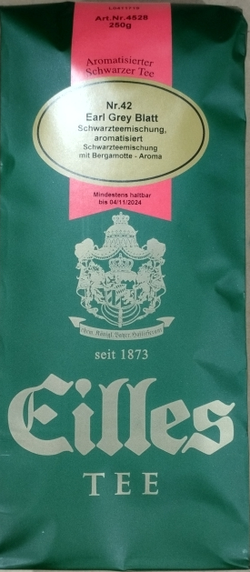 Art.Nr.4528
250g
Aromatisierter
Schwarzer Tee
Nr.42
Earl Grey Blatt
Schwarzteemischung,
aromatisiert
Schwarzteemischung
mit Bergamotte - Aroma
Mindestens haltbar
bis 04/11/2024
seit 1873
Eilles
TEE